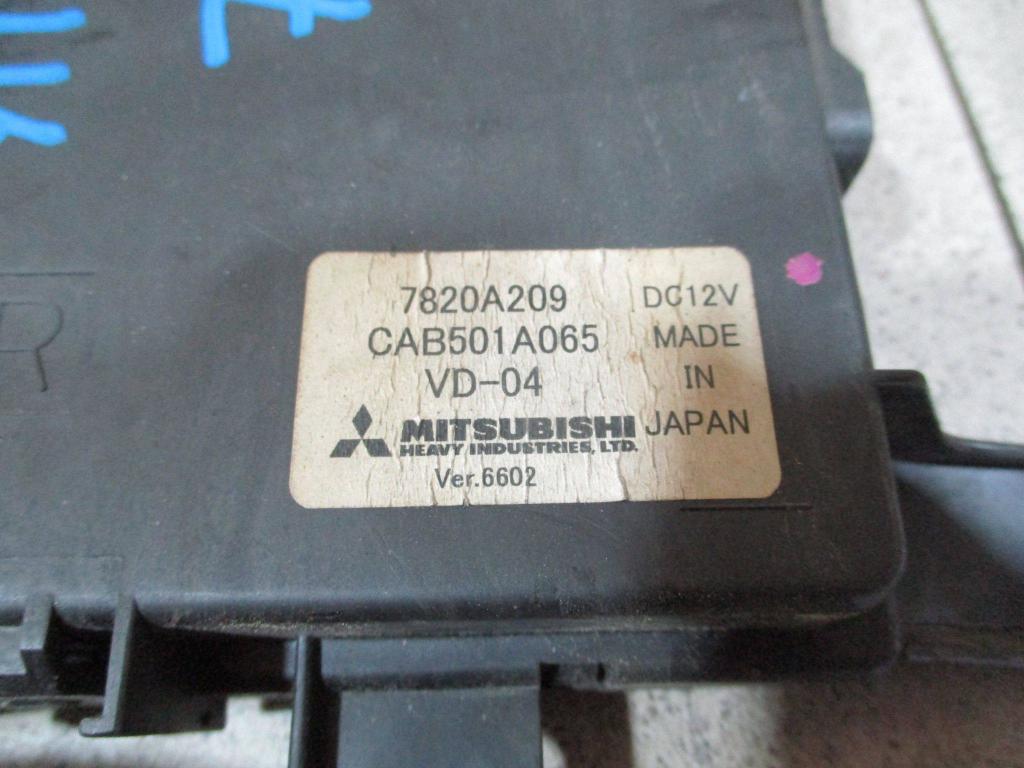 7820A209
CAB501A065
VD-04
MITSUBISHI
HEAVY INDUSTRIES, LTD.
Ver.6602
DC12V
MADE
IN
JAPAN
R